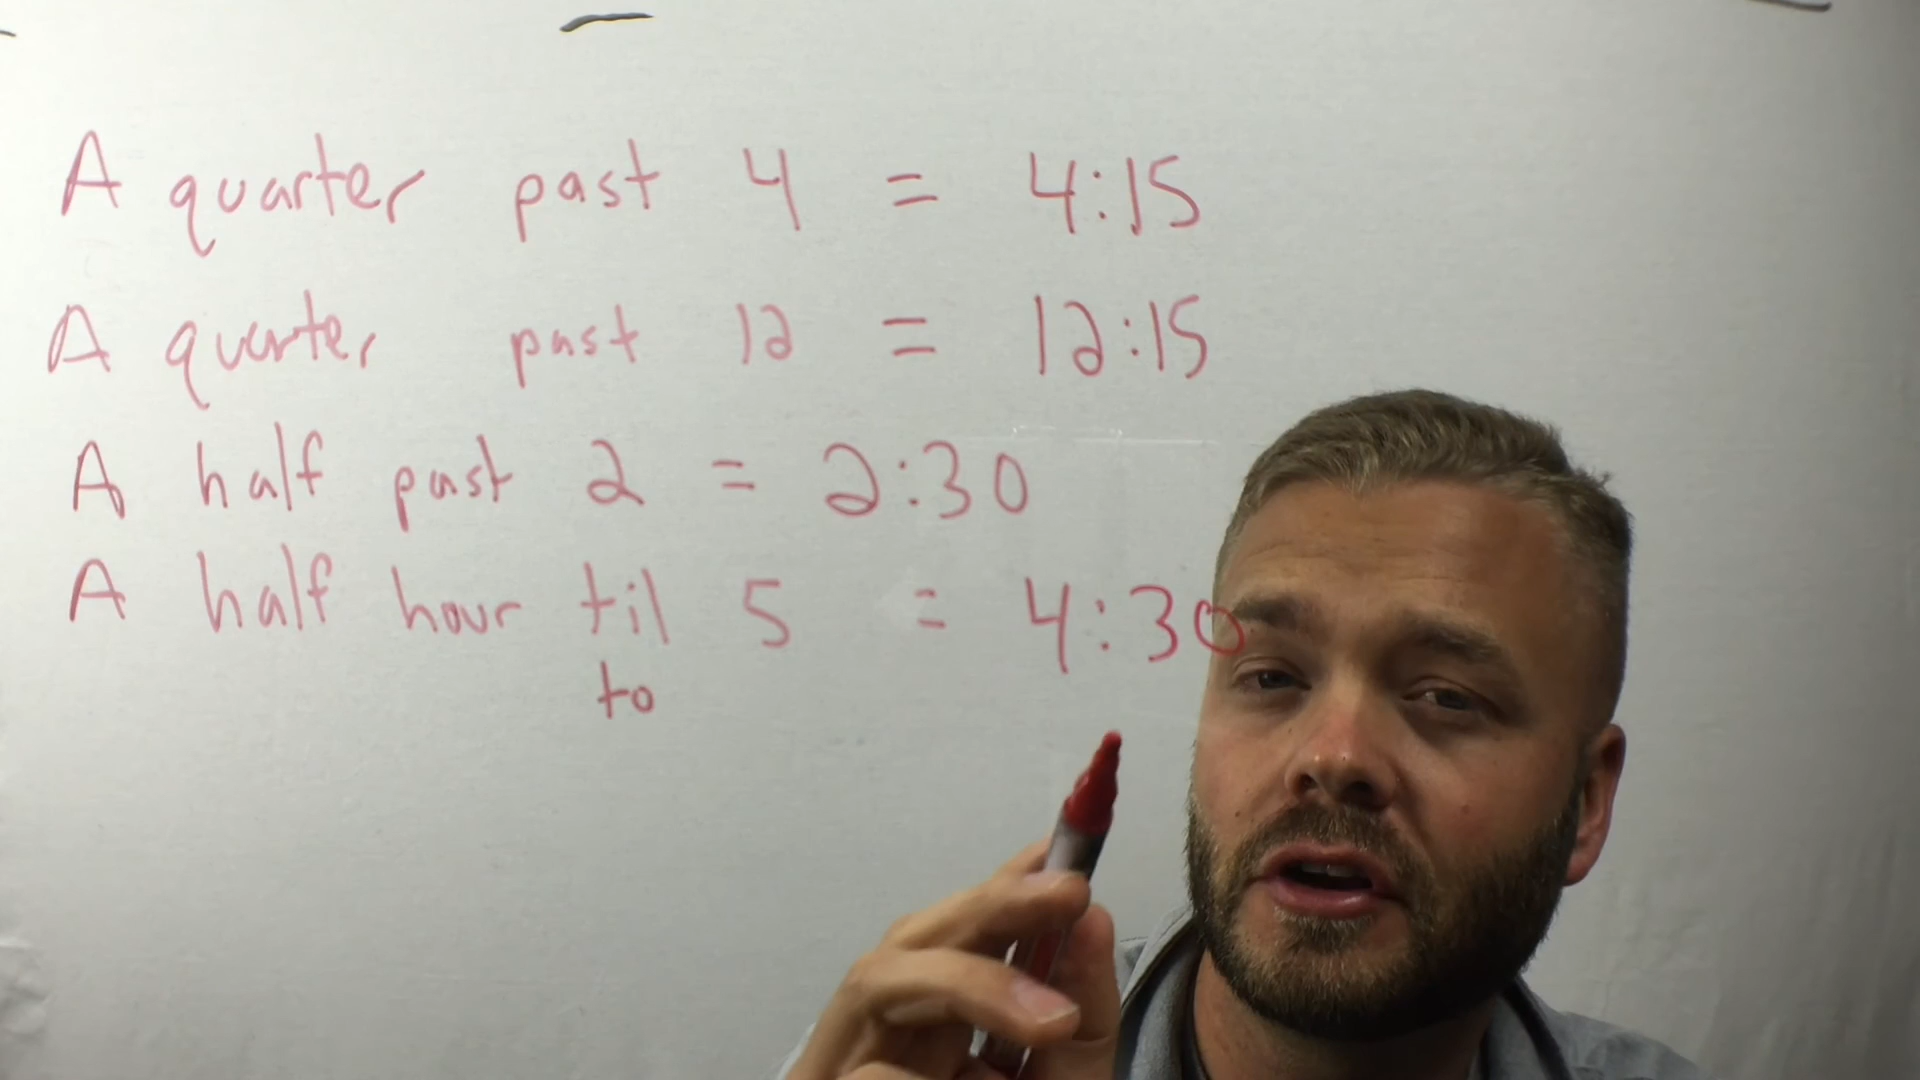 A quarter past 4 = 4:15
A quarter past 12 = 12:15
A half past 2 = 2:30
A half hour til 5 = 4:30
to